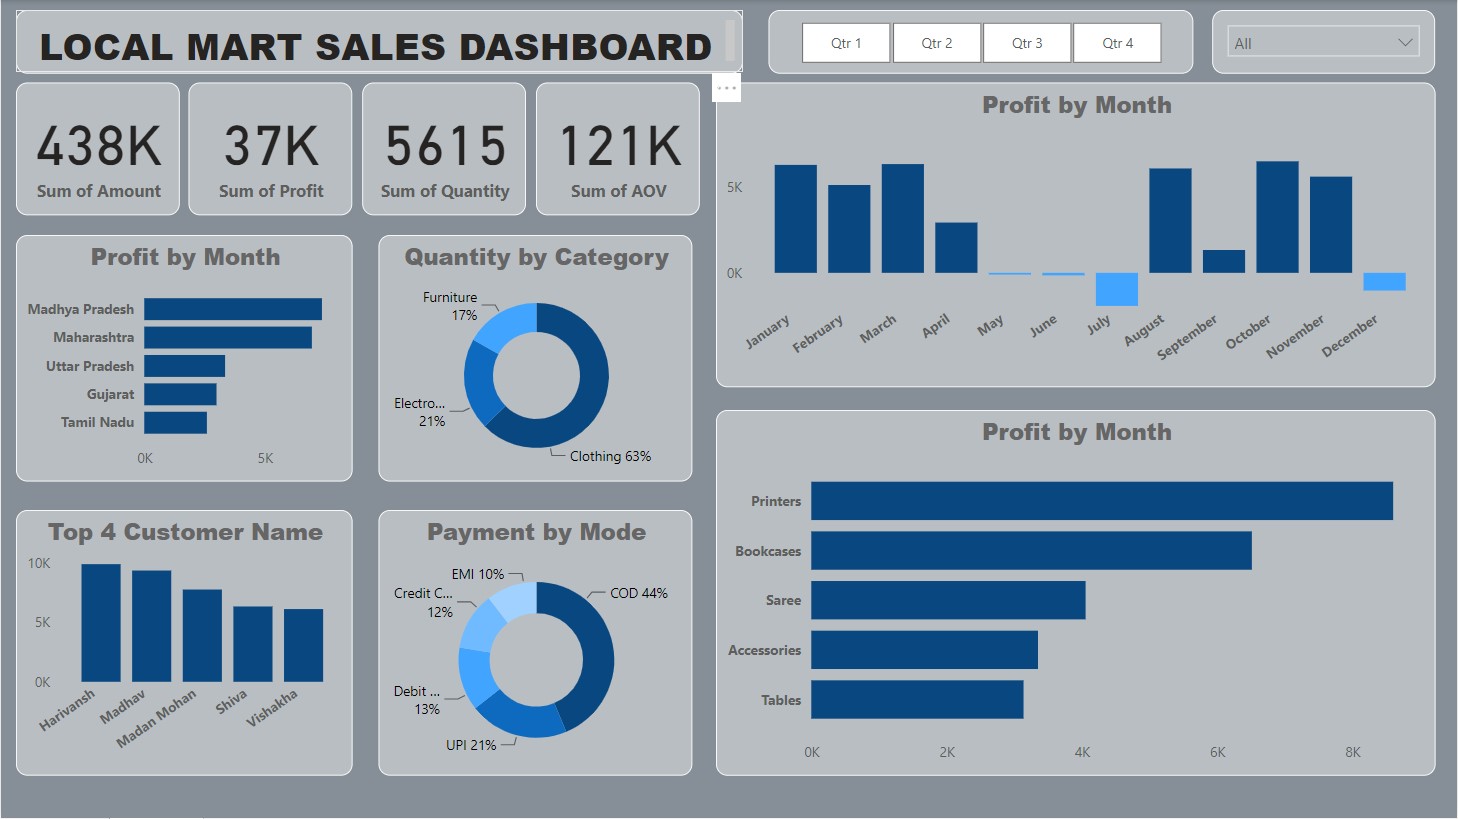 LOCAL MART SALES DASHBOARD
Qtr 1
Qtr 2
Qtr 3
Qtr 4
All
438K
Sum of Amount
37K
Sum of Profit
5615
Sum of Quantity
121K
Sum of AOV
Profit by Month
5K
0K
January
February
March
April
May
June
July
August
September
October
November
December
Profit by Month
Madhya Pradesh
Maharashtra
Uttar Pradesh
Gujarat
Tamil Nadu
0K
5K
Quantity by Category
Furniture
17%
Electro...
21%
Clothing 63%
Profit by Month
Printers
Bookcases
Saree
Accessories
Tables
0K
2K
4K
6K
8K
Top 4 Customer Name
10K
5K
0K
Harivansh
Madhav
Madan Mohan
Shiva
Vishakha
Payment by Mode
EMI 10%
COD 44%
Credit C...
12%
Debit ...
13%
UPI 21%